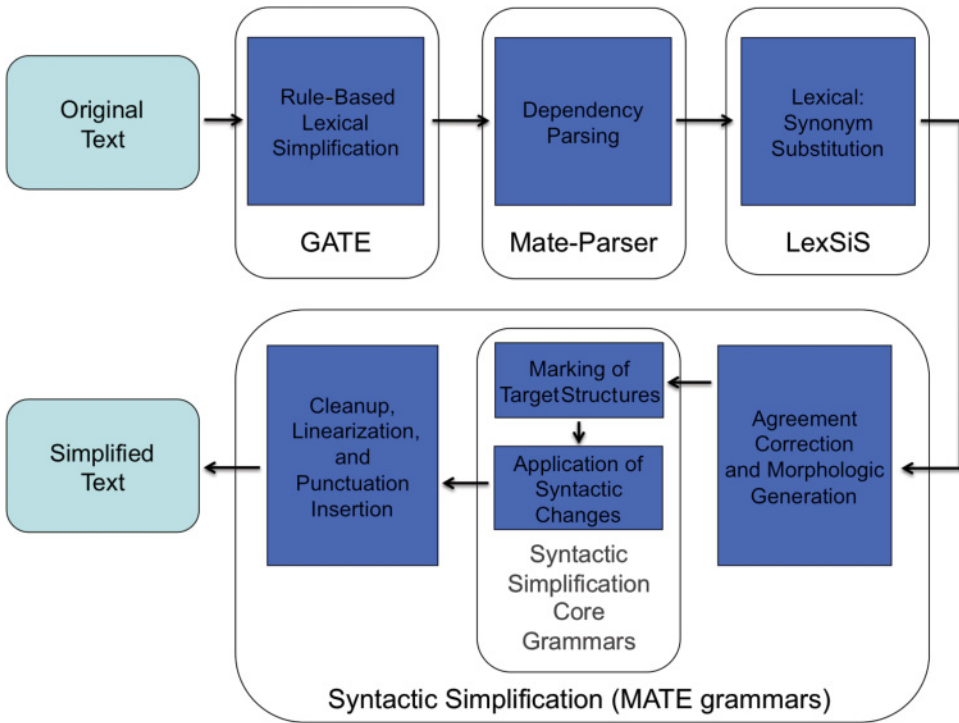 Original
Text
Rule-Based
Lexical
Simplification
GATE
Dependency
Parsing
Mate-Parser
Lexical:
Synonym
Substitution
LexSiS
Agreement
Correction
and Morphologic
Generation
Marking of
TargetStructures
Application of
Syntactic
Changes
Syntactic
Simplification
Core
Grammars
Cleanup,
Linearization,
and
Punctuation
Insertion
Simplified
Text
Syntactic Simplification (MATE grammars)